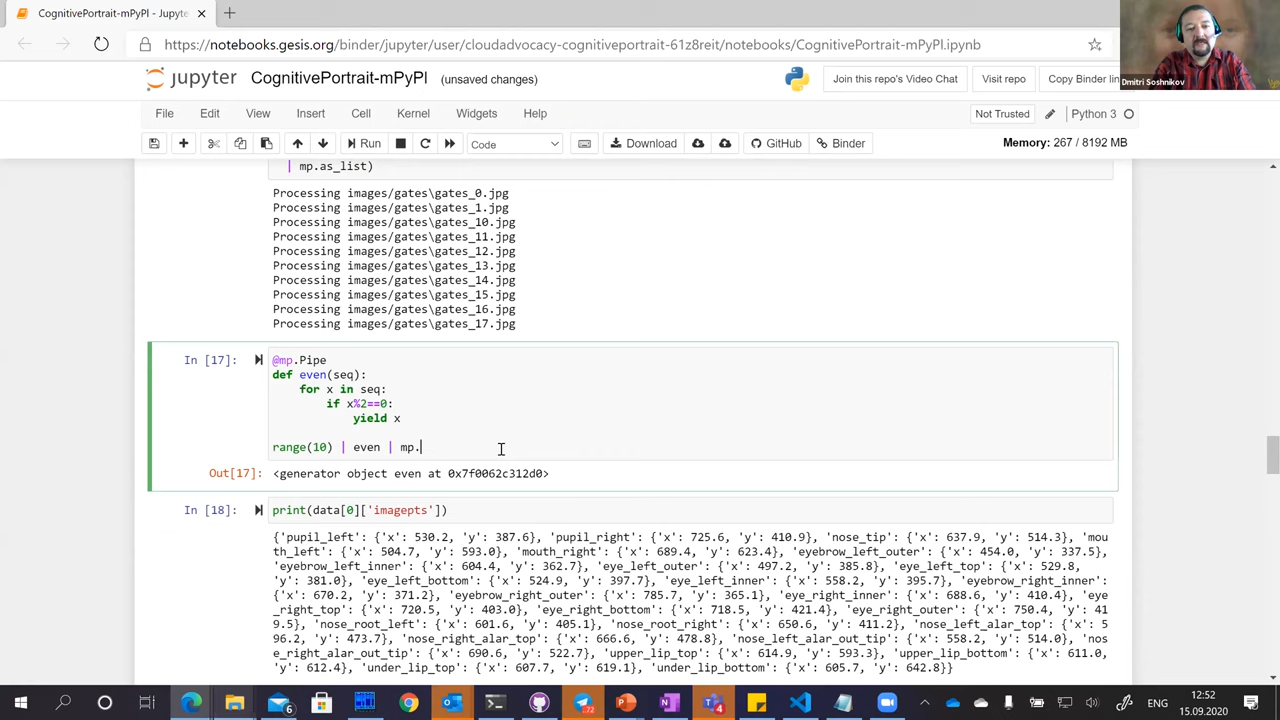 CognitivePortrait-mPyPl - Jupyte
https://notebooks.gesis.org/binder/jupyter/user/cloudadvocacy-cognitiveportrait-61z8reit/notebooks/CognitivePortrait-mPyPl.ipynb
Dmitri Soshnikov
jupyter CognitivePortrait-mPyPl (unsaved changes)
Join this repo's Video Chat
Visit repo
Copy Binder lin
File Edit View Insert Cell Kernel Widgets Help
Not Trusted
Python 3
Run
Code
Download
GitHub
Binder
Memory: 267 / 8192 MB
| mp.as_list)
Processing images/gates\gates_0.jpg
Processing images/gates\gates_1.jpg
Processing images/gates\gates_10.jpg
Processing images/gates\gates_11.jpg
Processing images/gates\gates_12.jpg
Processing images/gates\gates_13.jpg
Processing images/gates\gates_14.jpg
Processing images/gates\gates_15.jpg
Processing images/gates\gates_16.jpg
Processing images/gates\gates_17.jpg
In [17]: @mp.Pipe
def even(seq):
for x in seq:
if x%2==0:
yield x
range(10) | even | mp.
Out[17]: <generator object even at 0x7f0062c312d0>
In [18]: print(data[0]['imagepts'])
{'pupil_left': {'x': 530.2, 'y': 387.6}, 'pupil_right': {'x': 725.6, 'y': 410.9}, 'nose_tip': {'x': 637.9, 'y': 514.3}, 'mou
th_left': {'x': 504.7, 'y': 593.0}, 'mouth_right': {'x': 689.4, 'y': 623.4}, 'eyebrow_left_outer': {'x': 454.0, 'y': 337.5},
'eyebrow_left_inner': {'x': 604.4, 'y': 362.7}, 'eye_left_outer': {'x': 497.2, 'y': 385.8}, 'eye_left_top': {'x': 529.8,
'y': 381.0}, 'eye_left_bottom': {'x': 524.9, 'y': 397.7}, 'eye_left_inner': {'x': 558.2, 'y': 395.7}, 'eyebrow_right_inner':
{'x': 670.2, 'y': 371.2}, 'eyebrow_right_outer': {'x': 785.7, 'y': 365.1}, 'eye_right_inner': {'x': 688.6, 'y': 410.4}, 'eye
_right_top': {'x': 720.5, 'y': 403.0}, 'eye_right_bottom': {'x': 718.5, 'y': 421.4}, 'eye_right_outer': {'x': 750.4, 'y': 41
9.5}, 'nose_root_left': {'x': 601.6, 'y': 405.1}, 'nose_root_right': {'x': 650.6, 'y': 411.2}, 'nose_left_alar_top': {'x': 5
96.2, 'y': 473.7}, 'nose_right_alar_top': {'x': 666.6, 'y': 478.8}, 'nose_left_alar_out_tip': {'x': 558.2, 'y': 514.0}, 'nos
e_right_alar_out_tip': {'x': 690.6, 'y': 522.7}, 'upper_lip_top': {'x': 614.9, 'y': 593.3}, 'upper_lip_bottom': {'x': 611.0,
'y': 612.4}, 'under_lip_top': {'x': 607.7, 'y': 619.1}, 'under_lip_bottom': {'x': 605.7, 'y': 642.8}}
ENG
12:52
15.09.2020